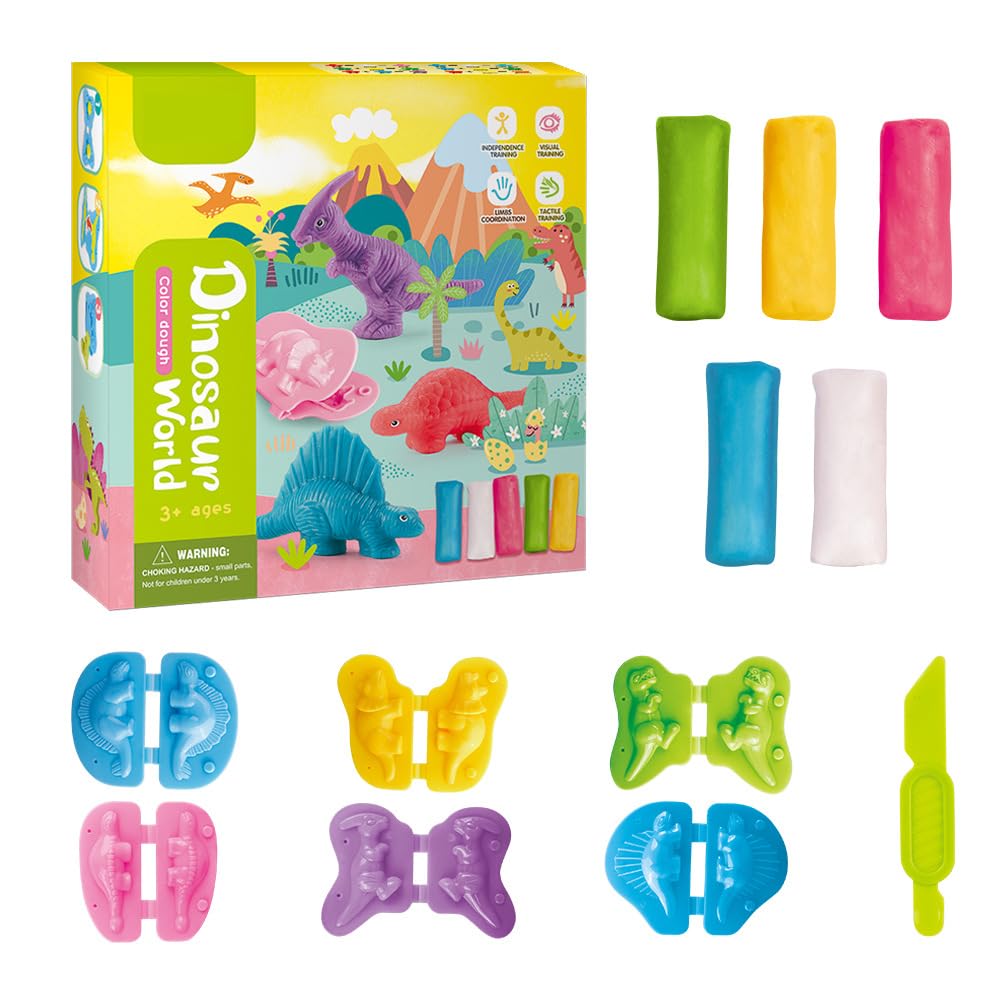 INDEPENDENCE
TRAINING
VISUAL
TRAINING
LIMBS
COORDINATION
TACTILE
TRAINING
Dinosaur
World
Color dough
3+ ages
WARNING:
CHOKING HAZARD - small parts.
Not for children under 3 years.